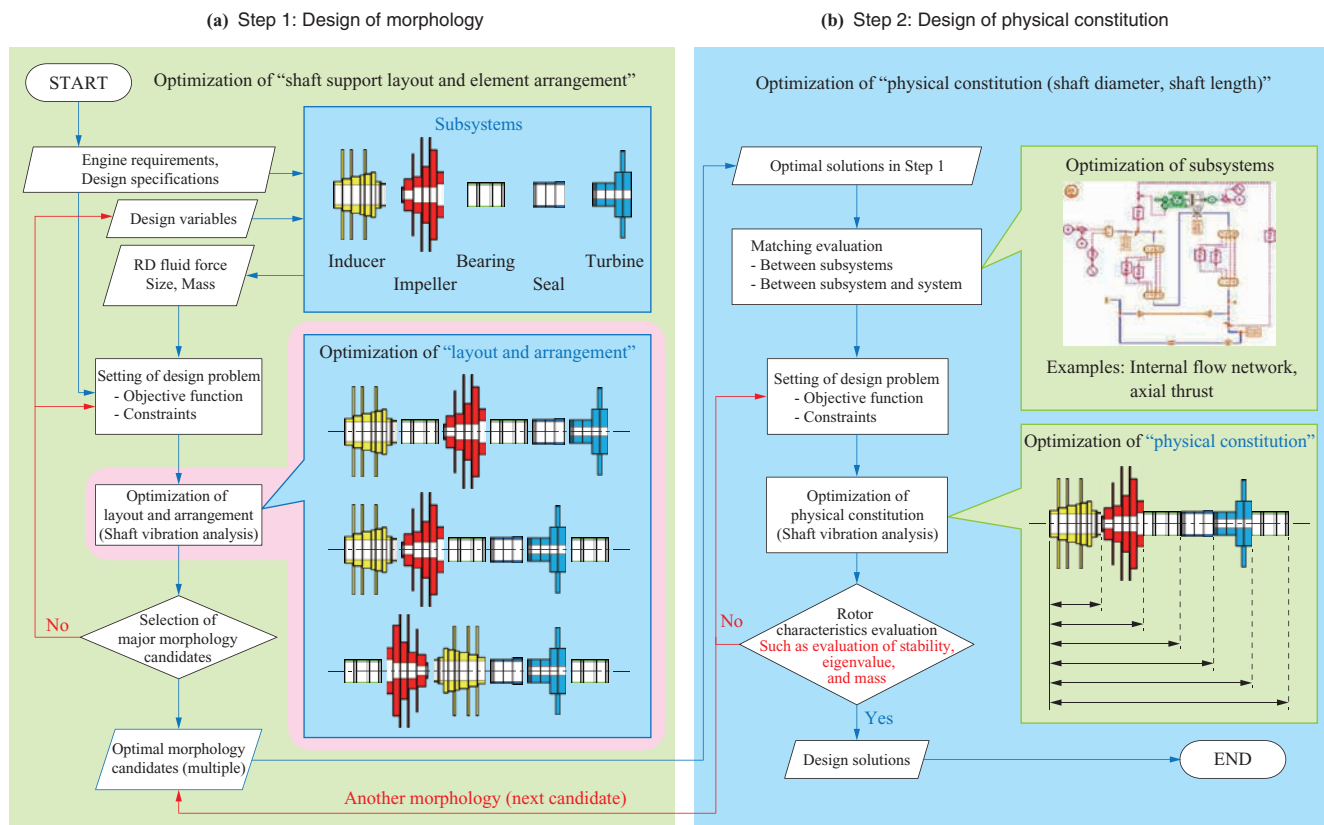 (a) Step 1: Design of morphology
START
Optimization of “shaft support layout and element arrangement”
Engine requirements,
Design specifications
Design variables
RD fluid force
Size, Mass
Subsystems
Inducer
Impeller
Bearing
Seal
Turbine
Setting of design problem
- Objective function
- Constraints
Optimization of “layout and arrangement”
Optimization of
layout and arrangement
(Shaft vibration analysis)
No
Selection of
major morphology
candidates
Optimal morphology
candidates (multiple)
Another morphology (next candidate)
(b) Step 2: Design of physical constitution
Optimization of “physical constitution (shaft diameter, shaft length)”
Optimal solutions in Step 1
Matching evaluation
- Between subsystems
- Between subsystem and system
Optimization of subsystems
Examples: Internal flow network,
axial thrust
Setting of design problem
- Objective function
- Constraints
Optimization of “physical constitution”
Optimization of
physical constitution
(Shaft vibration analysis)
No
Rotor
characteristics evaluation
Such as evaluation of stability,
eigenvalue,
and mass
Yes
Design solutions
END